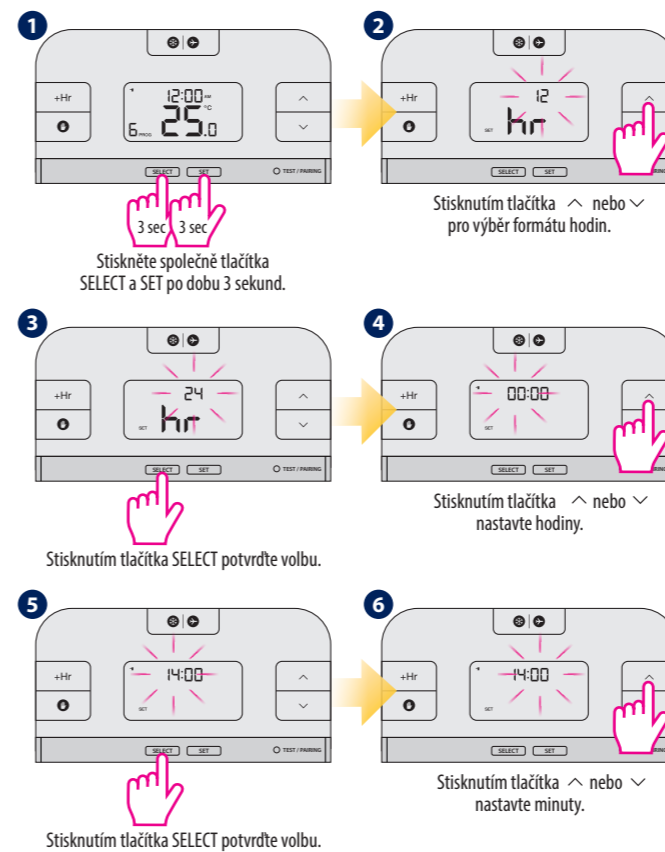 1
12:00 AM
+Hr
°C
6 PROG 25.0
SELECT SET TEST / PAIRING
3 sec 3 sec
Stiskněte společně tlačítka
SELECT a SET po dobu 3 sekund.
2
12
+Hr
SET hr
SELECT SET RING
Stisknutím tlačítka ︿ nebo ﹀
pro výběr formátu hodin.
3
24
+Hr
SET hr
SELECT SET TEST / PAIRING
Stisknutím tlačítka SELECT potvrďte volbu.
4
+Hr 00:00
SET
SELECT SET RING
Stisknutím tlačítka ︿ nebo ﹀
nastavte hodiny.
5
+Hr 14:00
SET
SELECT SET TEST / PAIRING
Stisknutím tlačítka SELECT potvrďte volbu.
6
+Hr 14:00
SET
SELECT SET RING
Stisknutím tlačítka ︿ nebo ﹀
nastavte minuty.